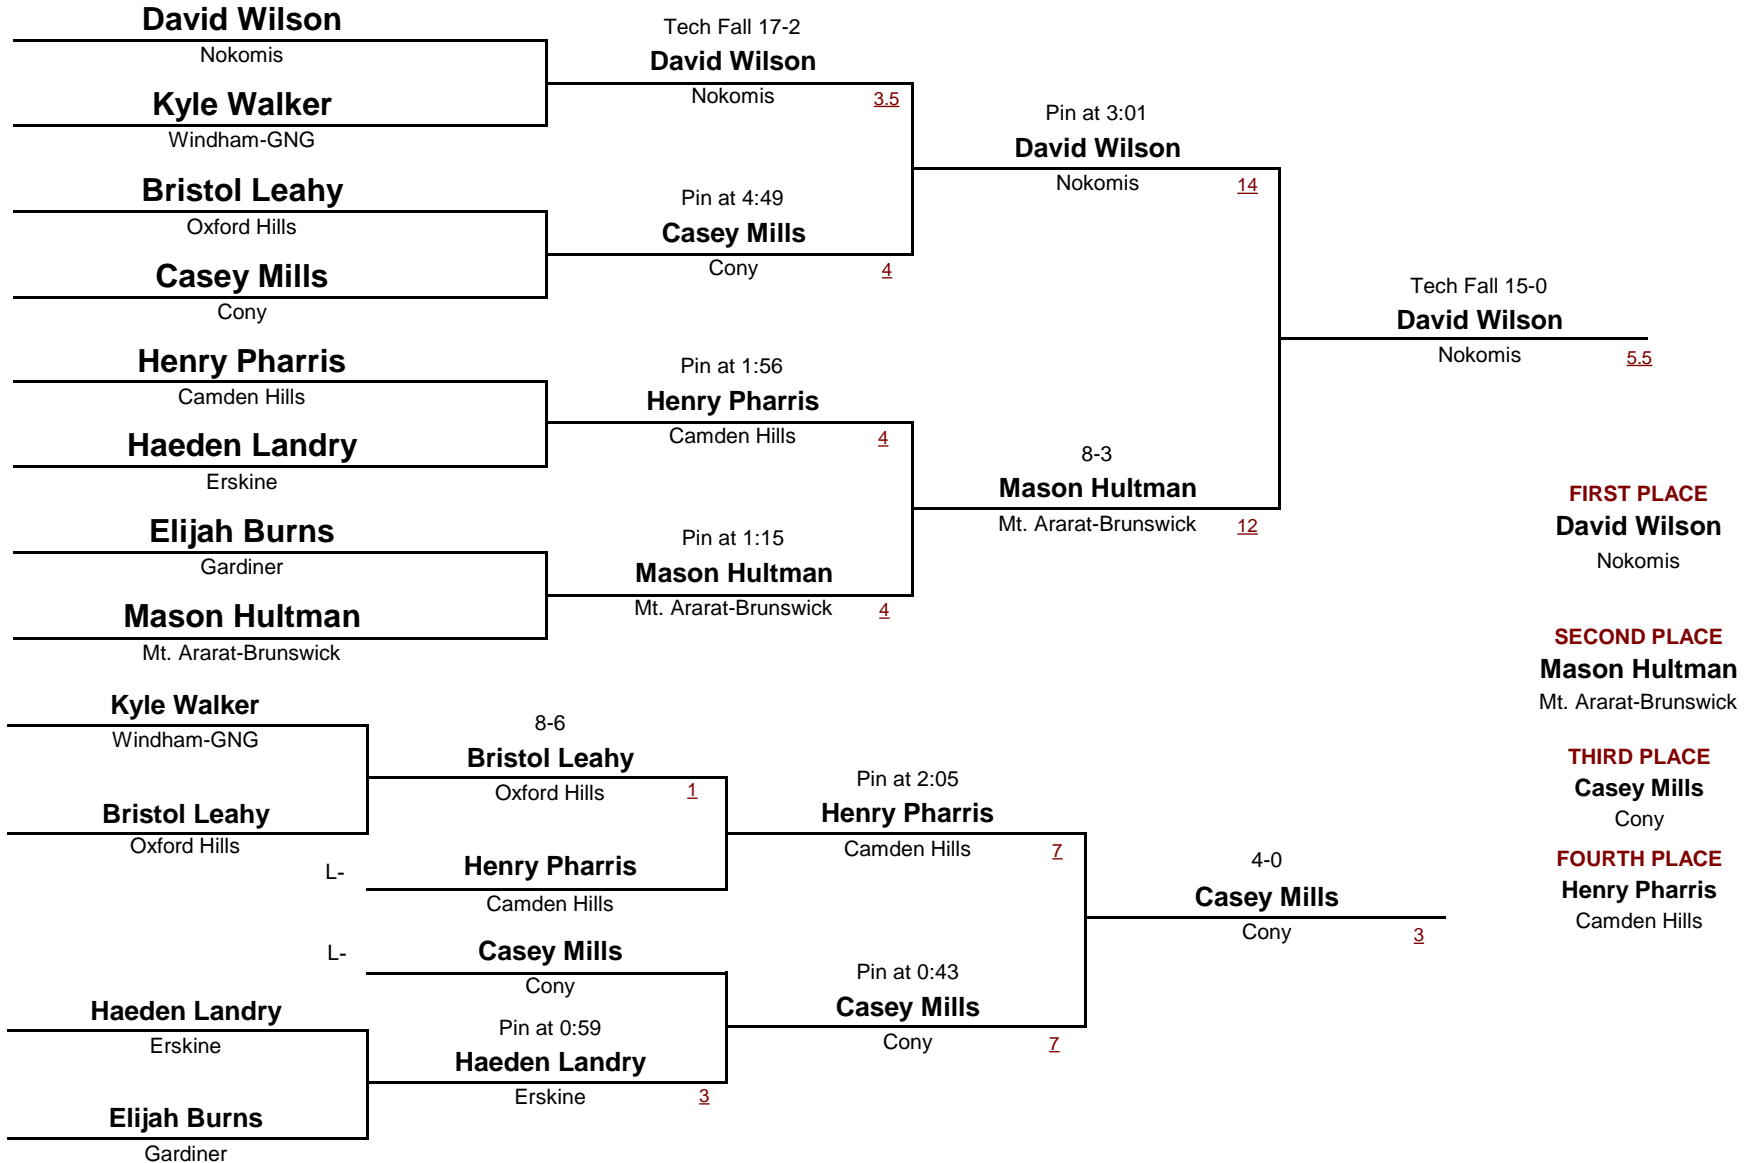 David Wilson
Nokomis
Kyle Walker
Windham-GNG
Bristol Leahy
Oxford Hills
Casey Mills
Cony
Henry Pharris
Camden Hills
Haeden Landry
Erskine
Elijah Burns
Gardiner
Mason Hultman
Mt. Ararat-Brunswick
Tech Fall 17-2
David Wilson
Nokomis 3.5
Pin at 4:49
Casey Mills
Cony 4
Pin at 1:56
Henry Pharris
Camden Hills 4
Pin at 1:15
Mason Hultman
Mt. Ararat-Brunswick 4
Pin at 3:01
David Wilson
Nokomis 14
8-3
Mason Hultman
Mt. Ararat-Brunswick 12
Tech Fall 15-0
David Wilson
Nokomis 5.5
FIRST PLACE
David Wilson
Nokomis
SECOND PLACE
Mason Hultman
Mt. Ararat-Brunswick
THIRD PLACE
Casey Mills
Cony
FOURTH PLACE
Henry Pharris
Camden Hills
Kyle Walker
Windham-GNG
Bristol Leahy
Oxford Hills
Haeden Landry
Erskine
Elijah Burns
Gardiner
8-6
Bristol Leahy
Oxford Hills 1
L- Henry Pharris
Camden Hills
L- Casey Mills
Cony
Pin at 0:59
Haeden Landry
Erskine 3
Pin at 2:05
Henry Pharris
Camden Hills 7
Pin at 0:43
Casey Mills
Cony 7
4-0
Casey Mills
Cony 3